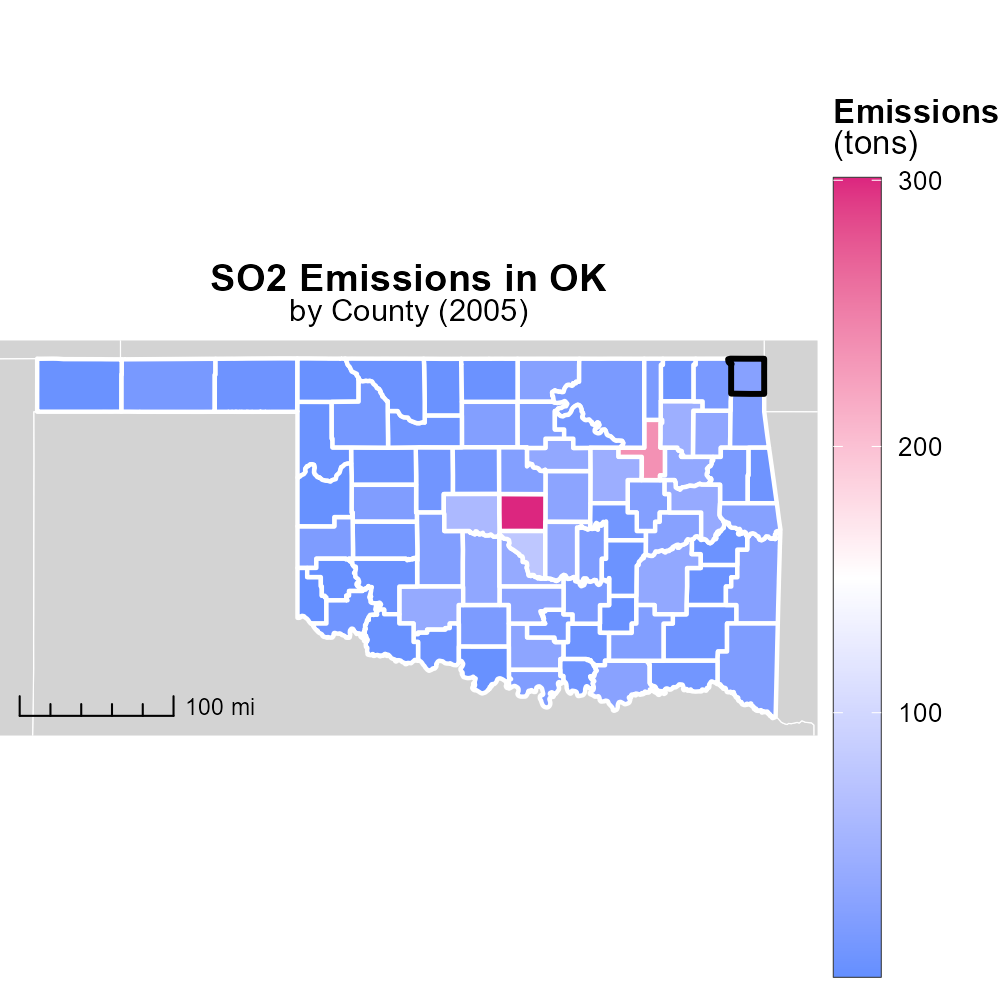 SO2 Emissions in OK
by County (2005)
Emissions
(tons)
300
200
100
100 mi